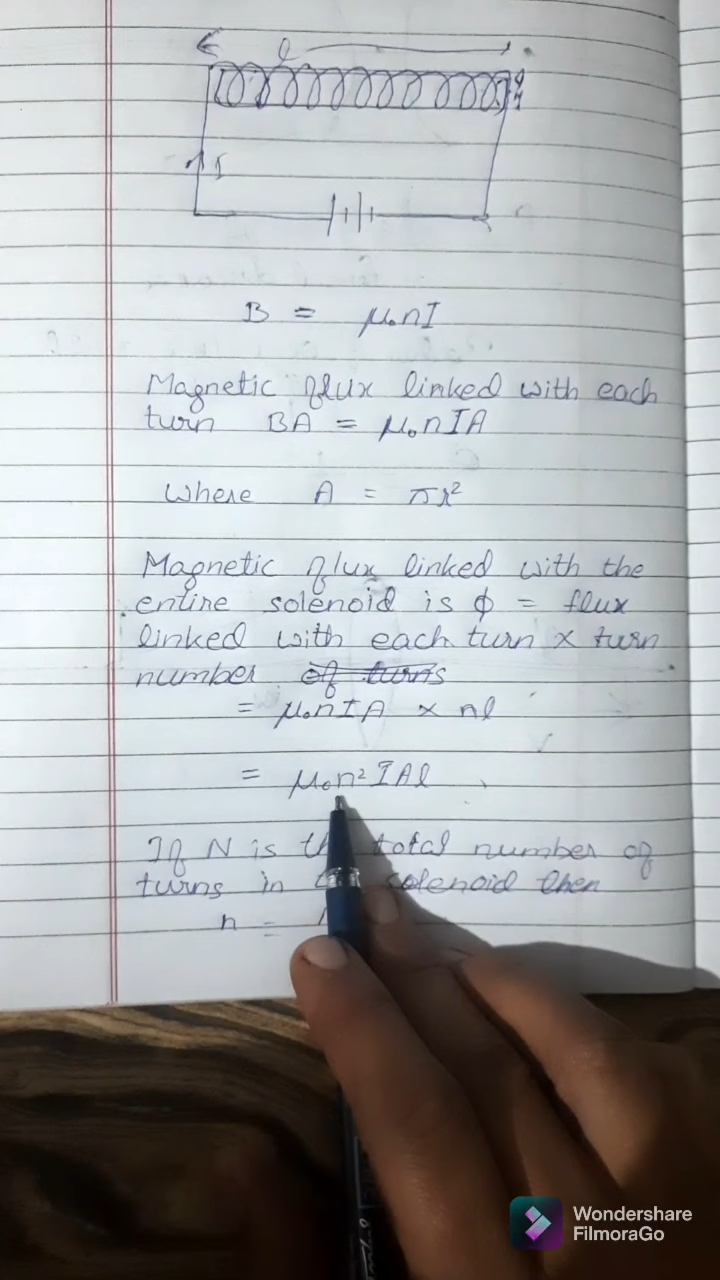 l
I
B = μ₀nI
Magnetic flux linked with each
turn BA = μ₀nIA
Where A = πr²
Magnetic flux linked with the
entire solenoid is ϕ = flux
linked with each turn × turn
number of turns
= μ₀nIA × nl
= μ₀n²IAl
If N is the total number of
turns in solenoid then
n =
Wondershare
FilmoraGo